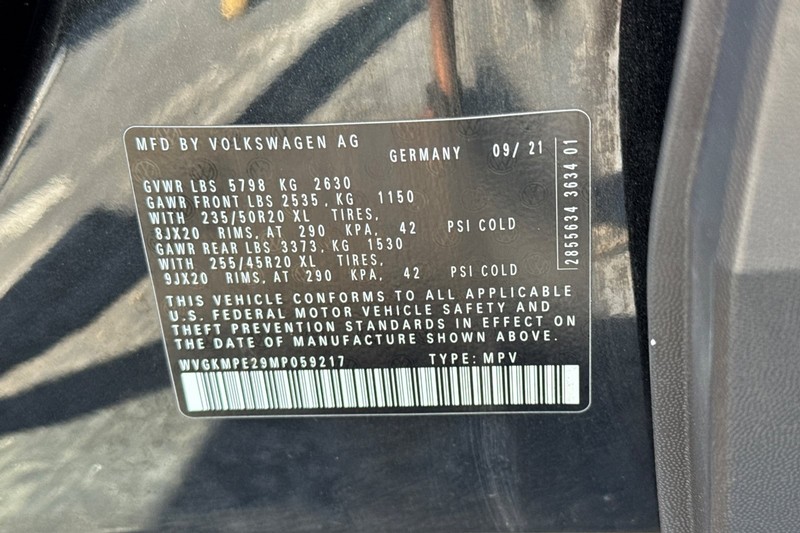 MFD BY VOLKSWAGEN AG GERMANY 09/ 21
GVWR LBS 5798 KG 2630
GAWR FRONT LBS 2535, KG 1150
WITH 235/50R20 XL TIRES,
8JX20 RIMS, AT 290 KPA, 42 PSI COLD
GAWR REAR LBS 3373, KG 1530
WITH 255/45R20 XL TIRES,
9JX20 RIMS, AT 290 KPA, 42 PSI COLD
THIS VEHICLE CONFORMS TO ALL APPLICABLE
U.S. FEDERAL MOTOR VEHICLE SAFETY AND
THEFT PREVENTION STANDARDS IN EFFECT ON
THE DATE OF MANUFACTURE SHOWN ABOVE.
WVGKMPE29MP059217 TYPE: MPV
2855634 3634 01